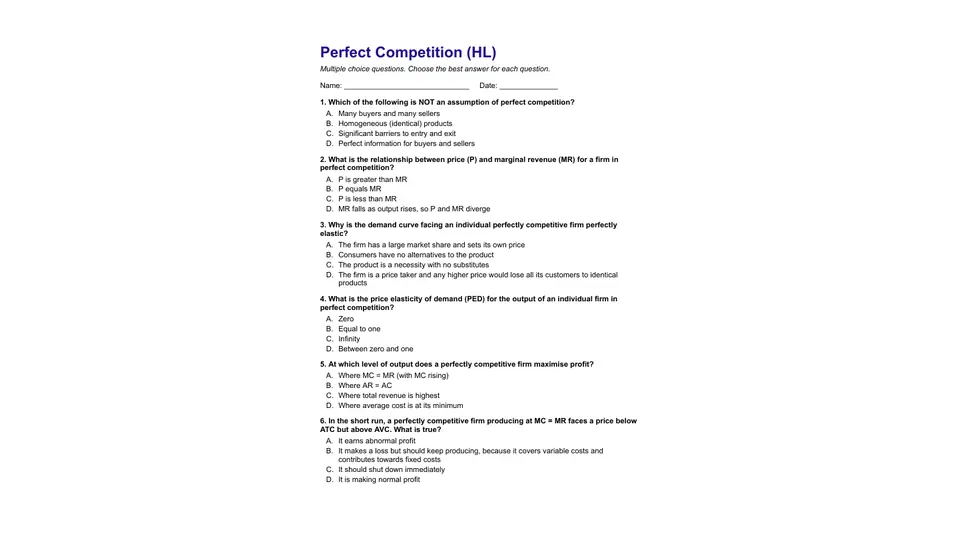 Perfect Competition (HL)
Multiple choice questions. Choose the best answer for each question.
Name: ______________________________ Date: ______________
1. Which of the following is NOT an assumption of perfect competition?
A. Many buyers and many sellers
B. Homogeneous (identical) products
C. Significant barriers to entry and exit
D. Perfect information for buyers and sellers
2. What is the relationship between price (P) and marginal revenue (MR) for a firm in
perfect competition?
A. P is greater than MR
B. P equals MR
C. P is less than MR
D. MR falls as output rises, so P and MR diverge
3. Why is the demand curve facing an individual perfectly competitive firm perfectly
elastic?
A. The firm has a large market share and sets its own price
B. Consumers have no alternatives to the product
C. The product is a necessity with no substitutes
D. The firm is a price taker and any higher price would lose all its customers to identical
products
4. What is the price elasticity of demand (PED) for the output of an individual firm in
perfect competition?
A. Zero
B. Equal to one
C. Infinity
D. Between zero and one
5. At which level of output does a perfectly competitive firm maximise profit?
A. Where MC = MR (with MC rising)
B. Where AR = AC
C. Where total revenue is highest
D. Where average cost is at its minimum
6. In the short run, a perfectly competitive firm producing at MC = MR faces a price below
ATC but above AVC. What is true?
A. It earns abnormal profit
B. It makes a loss but should keep producing, because it covers variable costs and
contributes towards fixed costs
C. It should shut down immediately
D. It is making normal profit